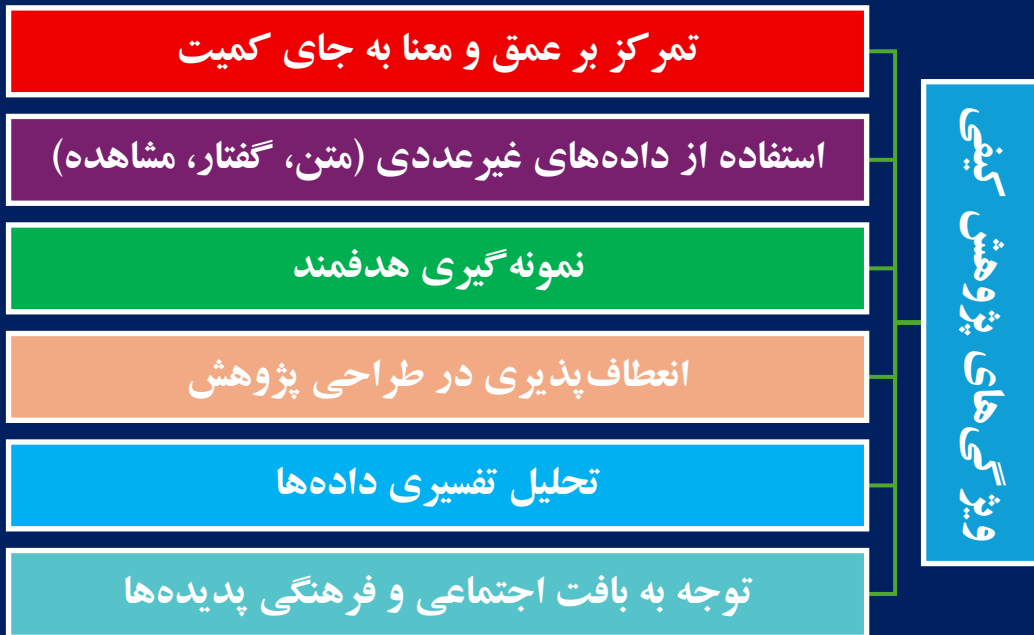 ویژگی‌های پژوهش کیفی
تمرکز بر عمق و معنا به جای کمیت
استفاده از داده‌های غیرعددی (متن، گفتار، مشاهده)
نمونه‌گیری هدفمند
انعطاف‌پذیری در طراحی پژوهش
تحلیل تفسیری داده‌ها
توجه به بافت اجتماعی و فرهنگی پدیده‌ها